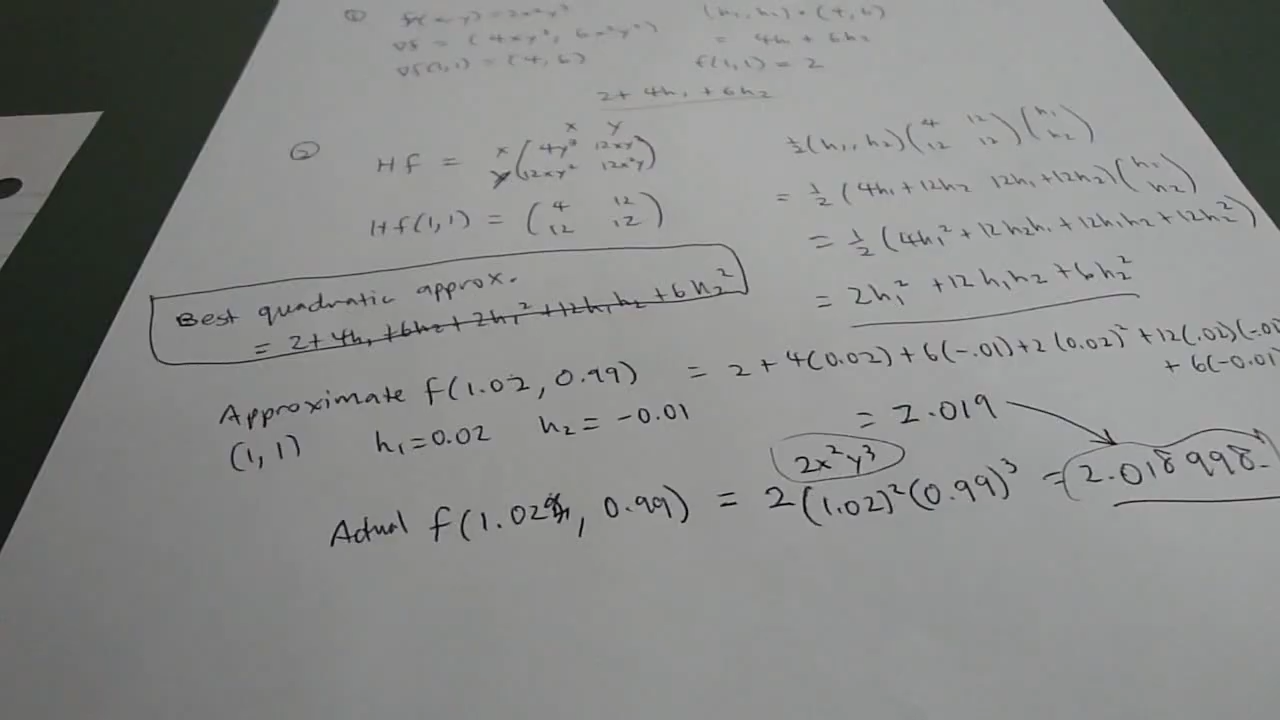 ① f(x,y) = 2x²y³
∇f = (4xy³, 6x²y²)
∇f(1,1) = (4,6)
(h₁, h₂) • (4, 6)
= 4h₁ + 6h₂
f(1,1) = 2
2 + 4h₁ + 6h₂
②
x y
Hf = x y (4y³ 12xy² 12xy² 12x²y)
Hf(1,1) = (4 12 12 12)
½(h₁, h₂)(4 12 12 12)(h₁ h₂)
= ½ (4h₁ + 12h₂ 12h₁ + 12h₂)(h₁ h₂)
= ½ (4h₁² + 12h₂h₁ + 12h₁h₂ + 12h₂²)
= 2h₁² + 12h₁h₂ + 6h₂²
Best quadratic approx.
= 2 + 4h₁ + 6h₂ + 2h₁² + 12h₁h₂ + 6h₂²
Approximate f(1.02, 0.99) = 2 + 4(0.02) + 6(-.01) + 2(0.02)² + 12(.02)(-.01
+ 6(-0.01)
(1,1) h₁ = 0.02 h₂ = -0.01
= 2.019
2x²y³
Actual f(1.02, 0.99) = 2(1.02)²(0.99)³ = 2.018998